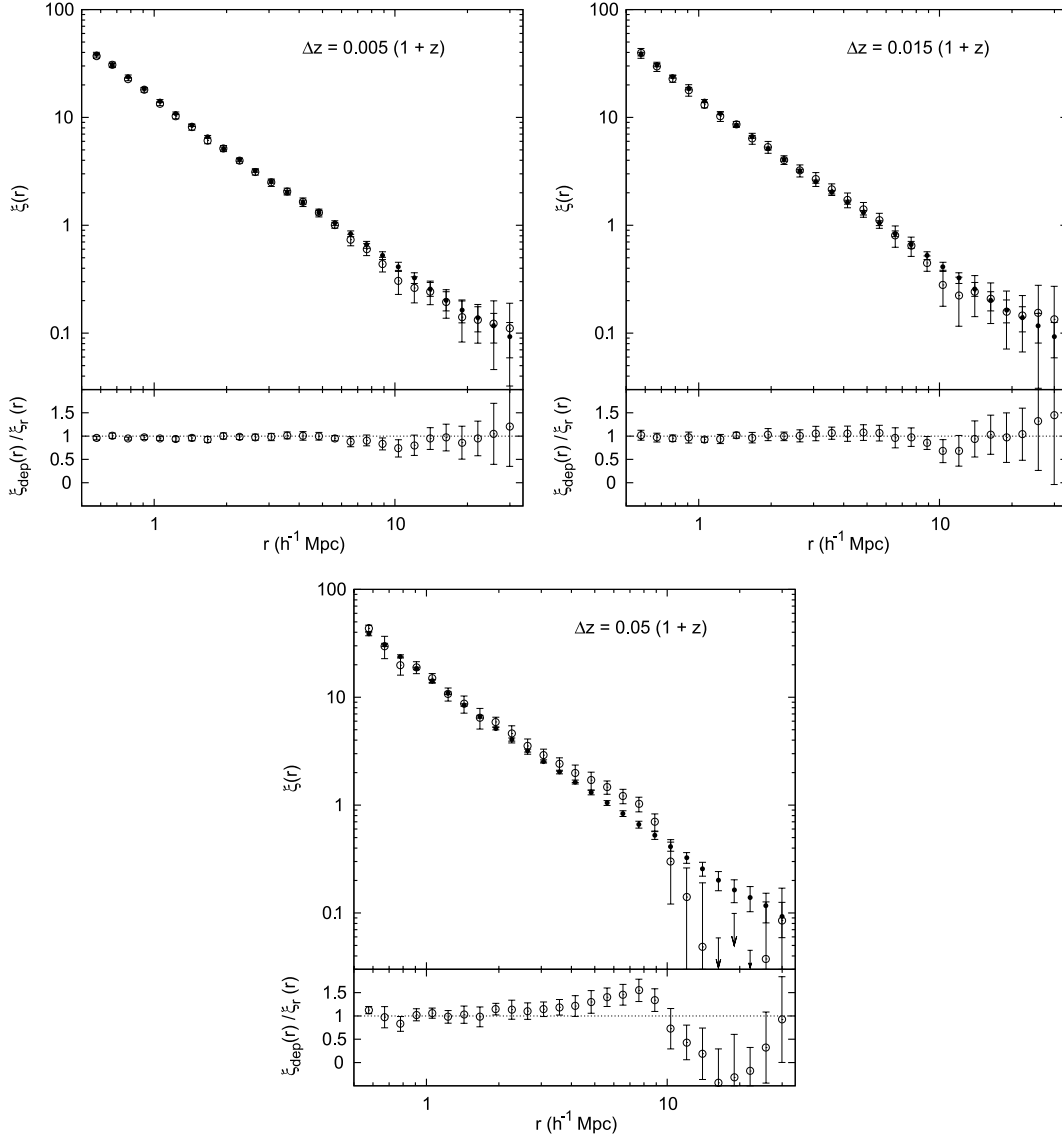 Δz = 0.005 (1 + z)
100
10
1
0.1
ξ(r)
1.5
1
0.5
0
ξdep(r) / ξr (r)
1
10
r (h⁻¹ Mpc)
Δz = 0.015 (1 + z)
100
10
1
0.1
ξ(r)
1.5
1
0.5
0
ξdep(r) / ξr (r)
1
10
r (h⁻¹ Mpc)
Δz = 0.05 (1 + z)
100
10
1
0.1
ξ(r)
1.5
1
0.5
0
ξdep(r) / ξr (r)
1
10
r (h⁻¹ Mpc)